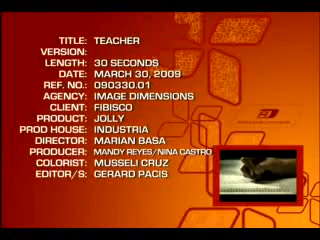 TITLE: TEACHER
VERSION:
LENGTH: 30 SECONDS
DATE: MARCH 30, 2009
REF. NO.: 090330.01
AGENCY: IMAGE DIMENSIONS
CLIENT: FIBISCO
PRODUCT: JOLLY
PROD HOUSE: INDUSTRIA
DIRECTOR: MARIAN BASA
PRODUCER: MANDY REYES/NINA CASTRO
COLORIST: MUSSELI CRUZ
EDITOR/S: GERARD PACIS